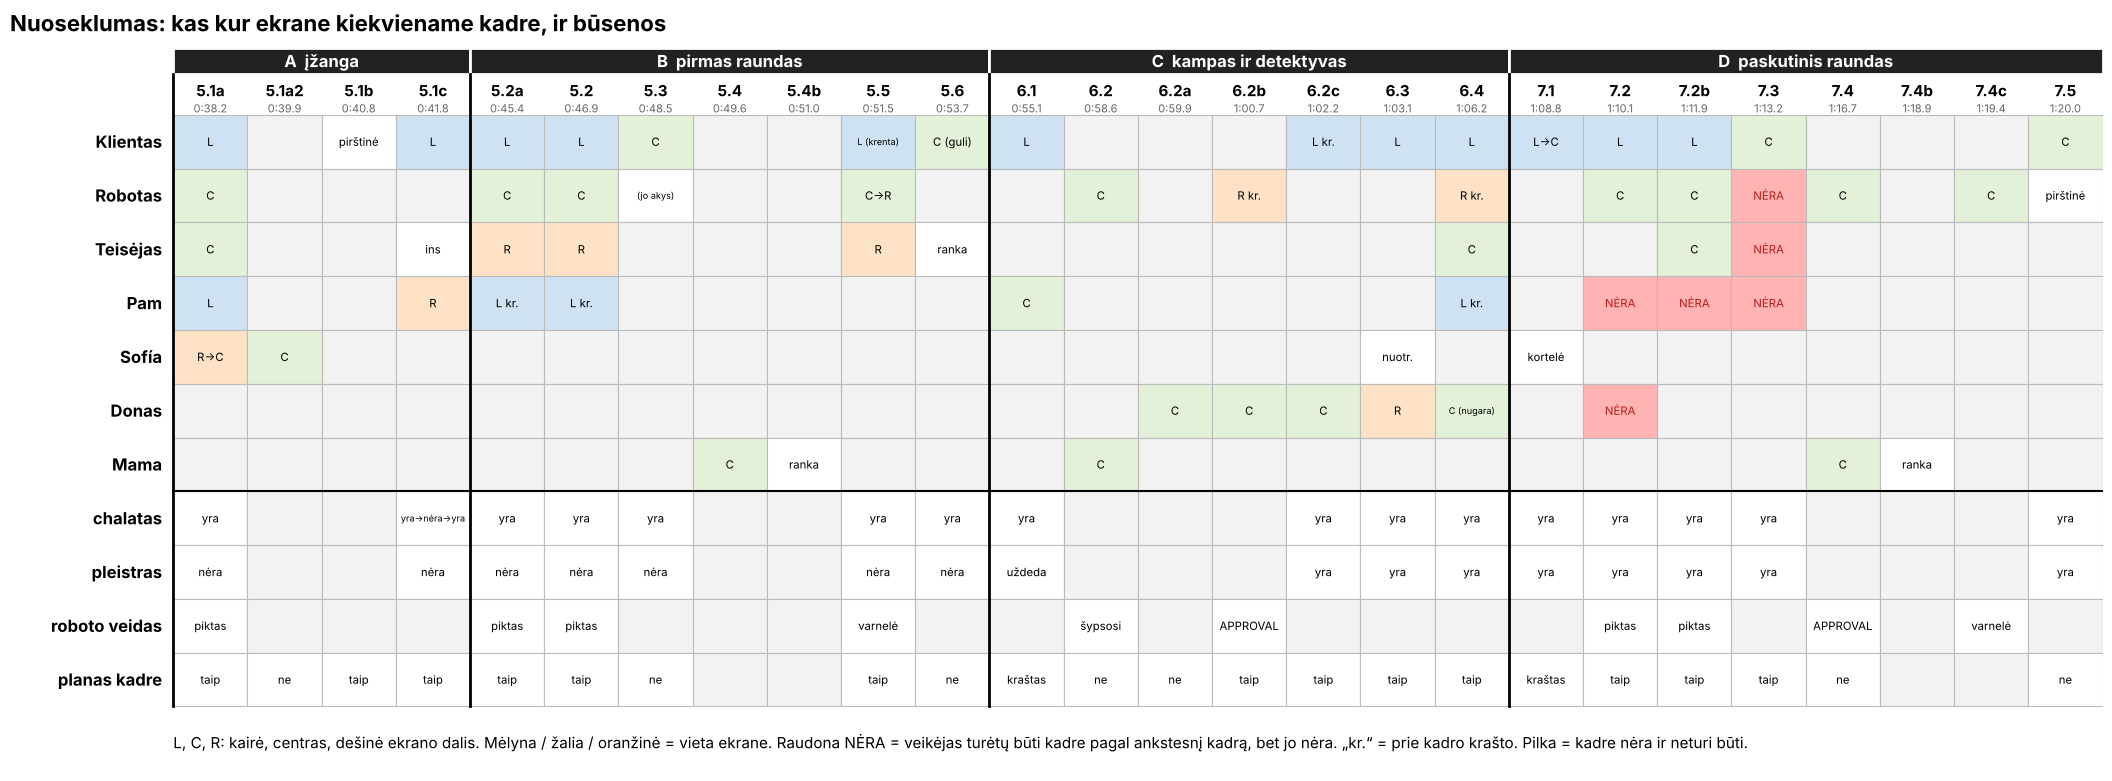 Nuoseklumas: kas kur ekrane kiekviename kadre, ir būsenos
A įžanga B pirmas raundas C kampas ir detektyvas D paskutinis raundas
5.1a 5.1a2 5.1b 5.1c 5.2a 5.2 5.3 5.4 5.4b 5.5 5.6 6.1 6.2 6.2a 6.2b 6.2c 6.3 6.4 7.1 7.2 7.2b 7.3 7.4 7.4b 7.4c 7.5
0:38.2 0:39.9 0:40.8 0:41.8 0:45.4 0:46.9 0:48.5 0:49.6 0:51.0 0:51.5 0:53.7 0:55.1 0:58.6 0:59.9 1:00.7 1:02.2 1:03.1 1:06.2 1:08.8 1:10.1 1:11.9 1:13.2 1:16.7 1:18.9 1:19.4 1:20.0
Klientas L pirštinė L L L C L (krenta) C (guli) L L kr. L L L→C L L C C
Robotas C C C (jo akys) C→R C R kr. R kr. C C NĖRA C C pirštinė
Teisėjas C ins R R R ranka C C NĖRA
Pam L R L kr. L kr. C L kr. NĖRA NĖRA NĖRA
Sofía R→C C nuotr. kortelė
Donas C C C R C (nugara) NĖRA
Mama C ranka C C ranka
chalatas yra yra→nėra→yra yra yra yra yra yra yra yra yra yra yra yra yra yra yra
pleistras nėra nėra nėra nėra nėra nėra nėra uždeda yra yra yra yra yra yra yra yra
roboto veidas piktas piktas piktas varnelė šypsosi APPROVAL piktas piktas APPROVAL varnelė
planas kadre taip ne taip taip taip taip ne taip ne kraštas ne ne taip taip taip taip kraštas taip taip taip ne ne
L, C, R: kairė, centras, dešinė ekrano dalis. Mėlyna / žalia / oranžinė = vieta ekrane. Raudona NĖRA = veikėjas turėtų būti kadre pagal ankstesnį kadrą, bet jo nėra. „kr.“ = prie kadro krašto. Pilka = kadre nėra ir neturi būti.